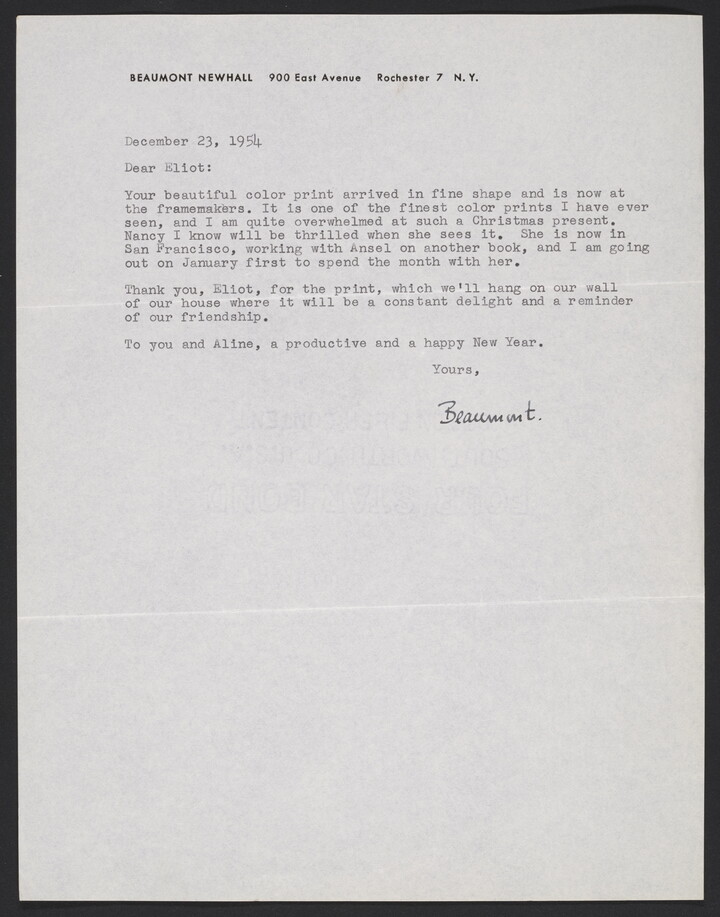 BEAUMONT NEWHALL 900 East Avenue Rochester 7 N. Y.
December 23, 1954
Dear Eliot:
Your beautiful color print arrived in fine shape and is now at
the framemakers. It is one of the finest color prints I have ever
seen, and I am quite overwhelmed at such a Christmas present.
Nancy I know will be thrilled when she sees it. She is now in
San Francisco, working with Ansel on another book, and I am going
out on January first to spend the month with her.
Thank you, Eliot, for the print, which we'll hang on our wall
of our house where it will be a constant delight and a reminder
of our friendship.
To you and Aline, a productive and a happy New Year.
Yours,
Beaumont.